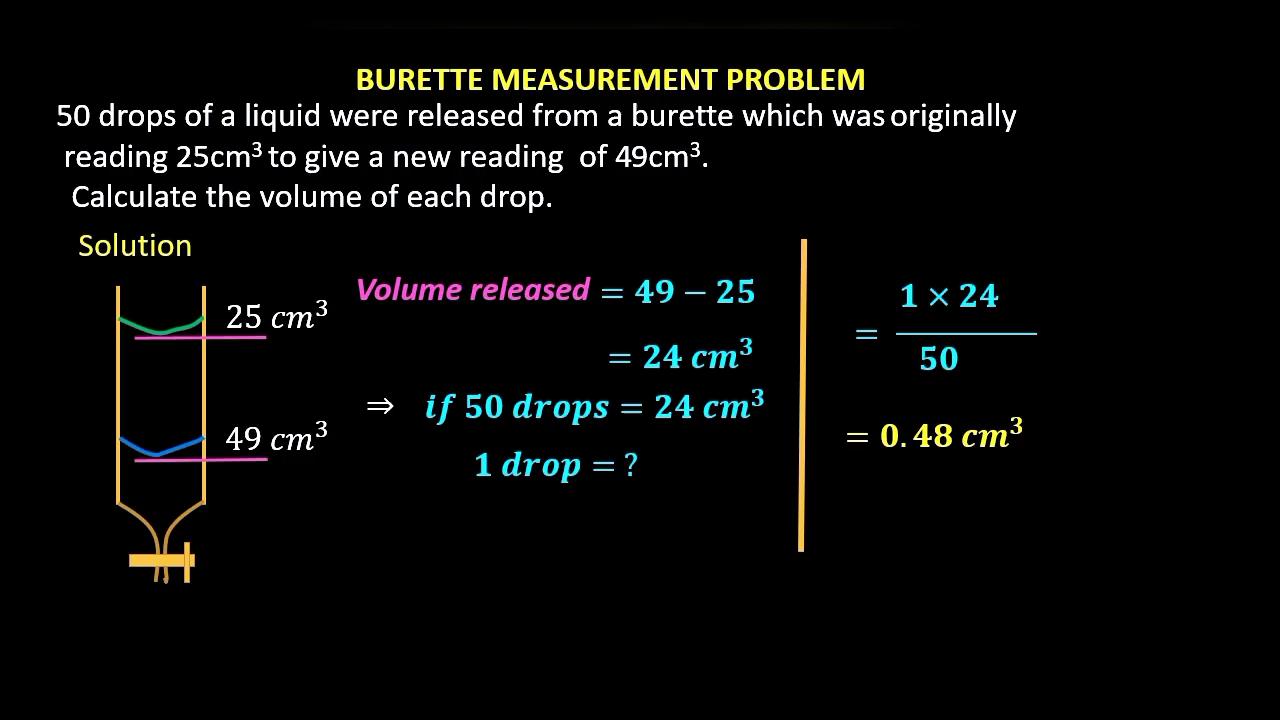 BURETTE MEASUREMENT PROBLEM
50 drops of a liquid were released from a burette which was originally
reading 25cm³ to give a new reading of 49cm³.
Calculate the volume of each drop.
Solution
25 cm³
49 cm³
Volume released = 49 − 25
= 24 cm³
⇒ if 50 drops = 24 cm³
1 drop = ?
1 × 24
=
50
= 0.48 cm³